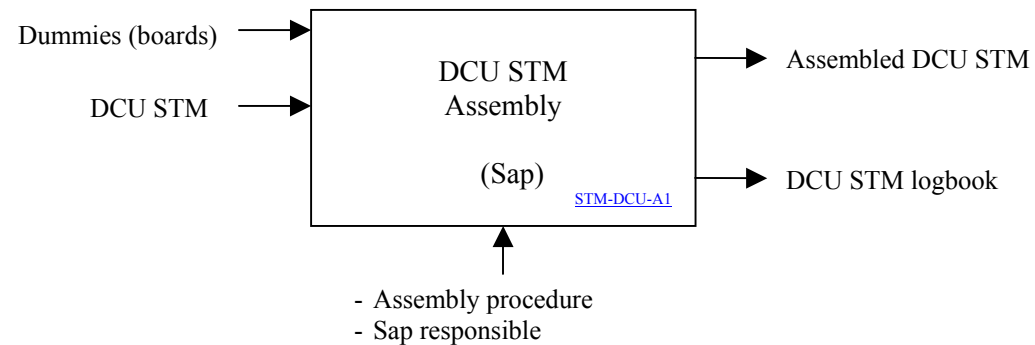 Dummies (boards)
DCU STM
DCU STM
Assembly
(Sap)
STM-DCU-A1
Assembled DCU STM
DCU STM logbook
- Assembly procedure
- Sap responsible